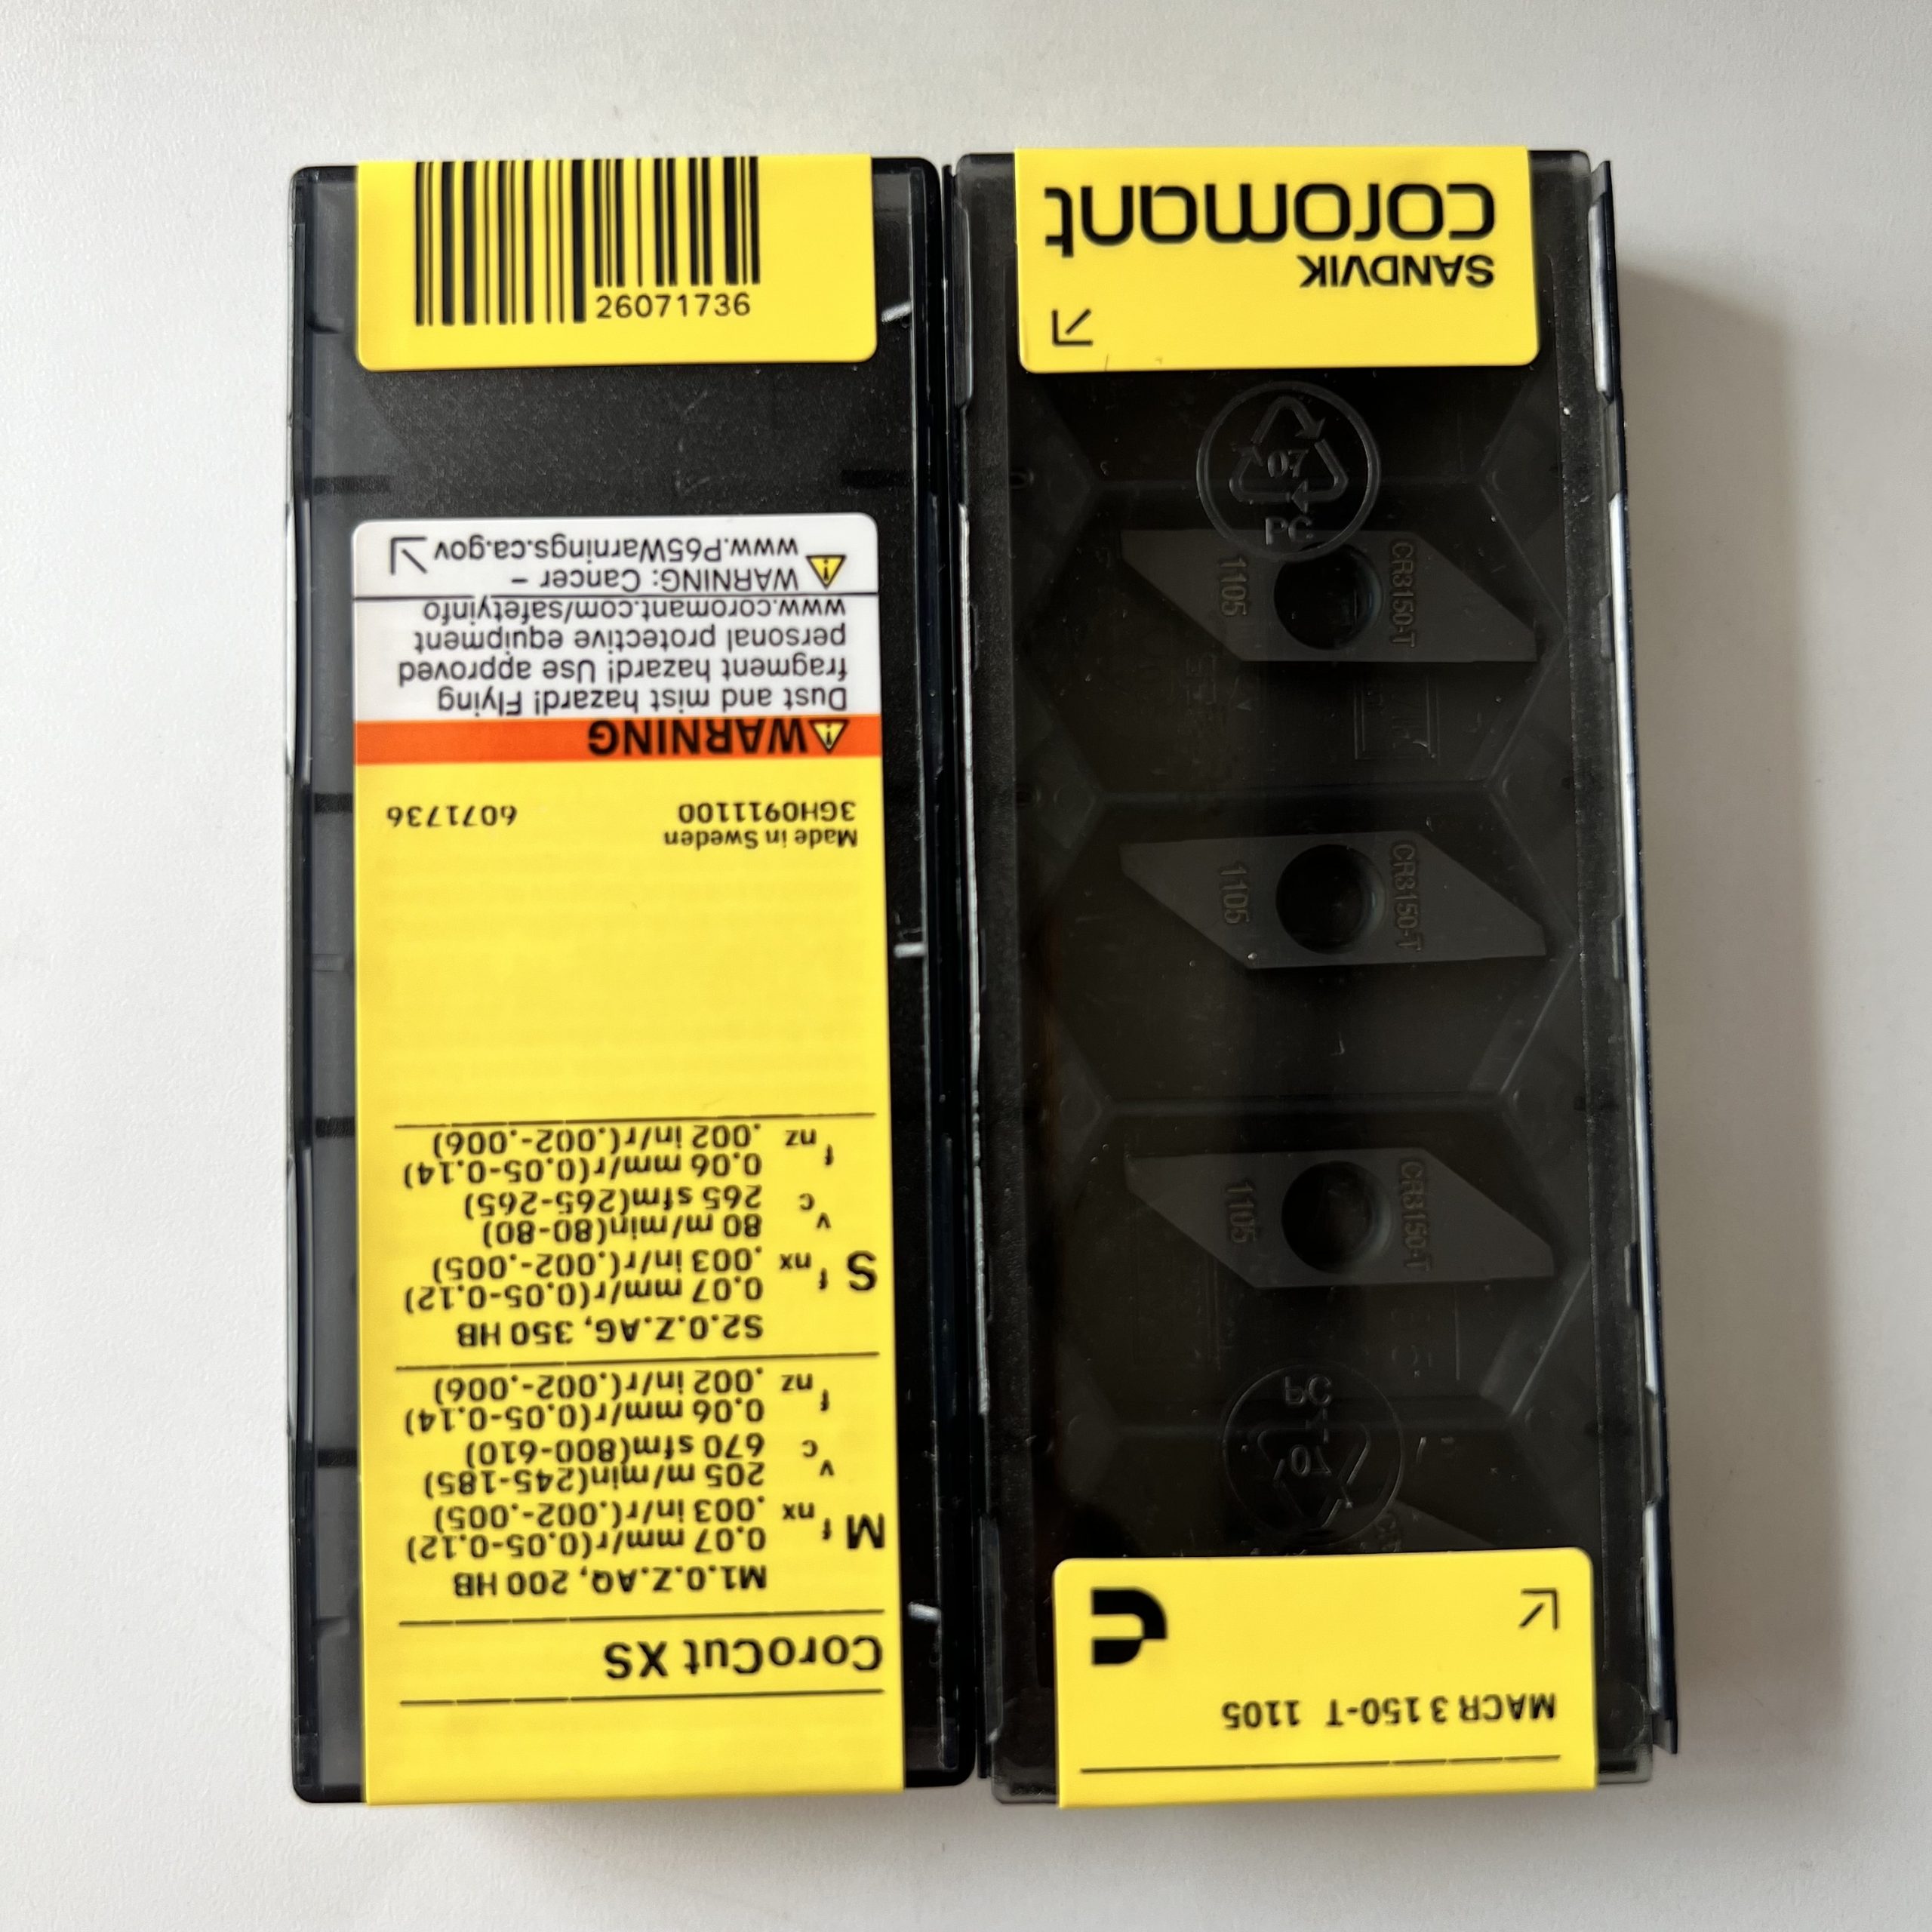 CoroCut XS
M1.0.Z.AQ, 200 HB
M
f nx 0.07 mm/r(0.05-0.12)
.003 in/r(.002-.005)
v c 205 m/min(245-185)
670 sfm(800-610)
f nz 0.06 mm/r(0.05-0.14)
.002 in/r(.002-.006)
S2.0.Z.AG, 350 HB
S
f nx 0.07 mm/r(0.05-0.12)
.003 in/r(.002-.005)
v c 80 m/min(80-80)
265 sfm(265-265)
f nz 0.06 mm/r(0.05-0.14)
.002 in/r(.002-.006)
Made in Sweden
3GH0911100 6071736
WARNING
Dust and mist hazard! Flying
fragment hazard! Use approved
personal protective equipment
www.coromant.com/safetyinfo
WARNING: Cancer –
www.P65Warnings.ca.gov
26071736
MACR 3 150-T 1105
PC
07
CR3150-T
1105
CR3150-T
1105
CR3150-T
1105
07
PC
SANDVIK
coromant